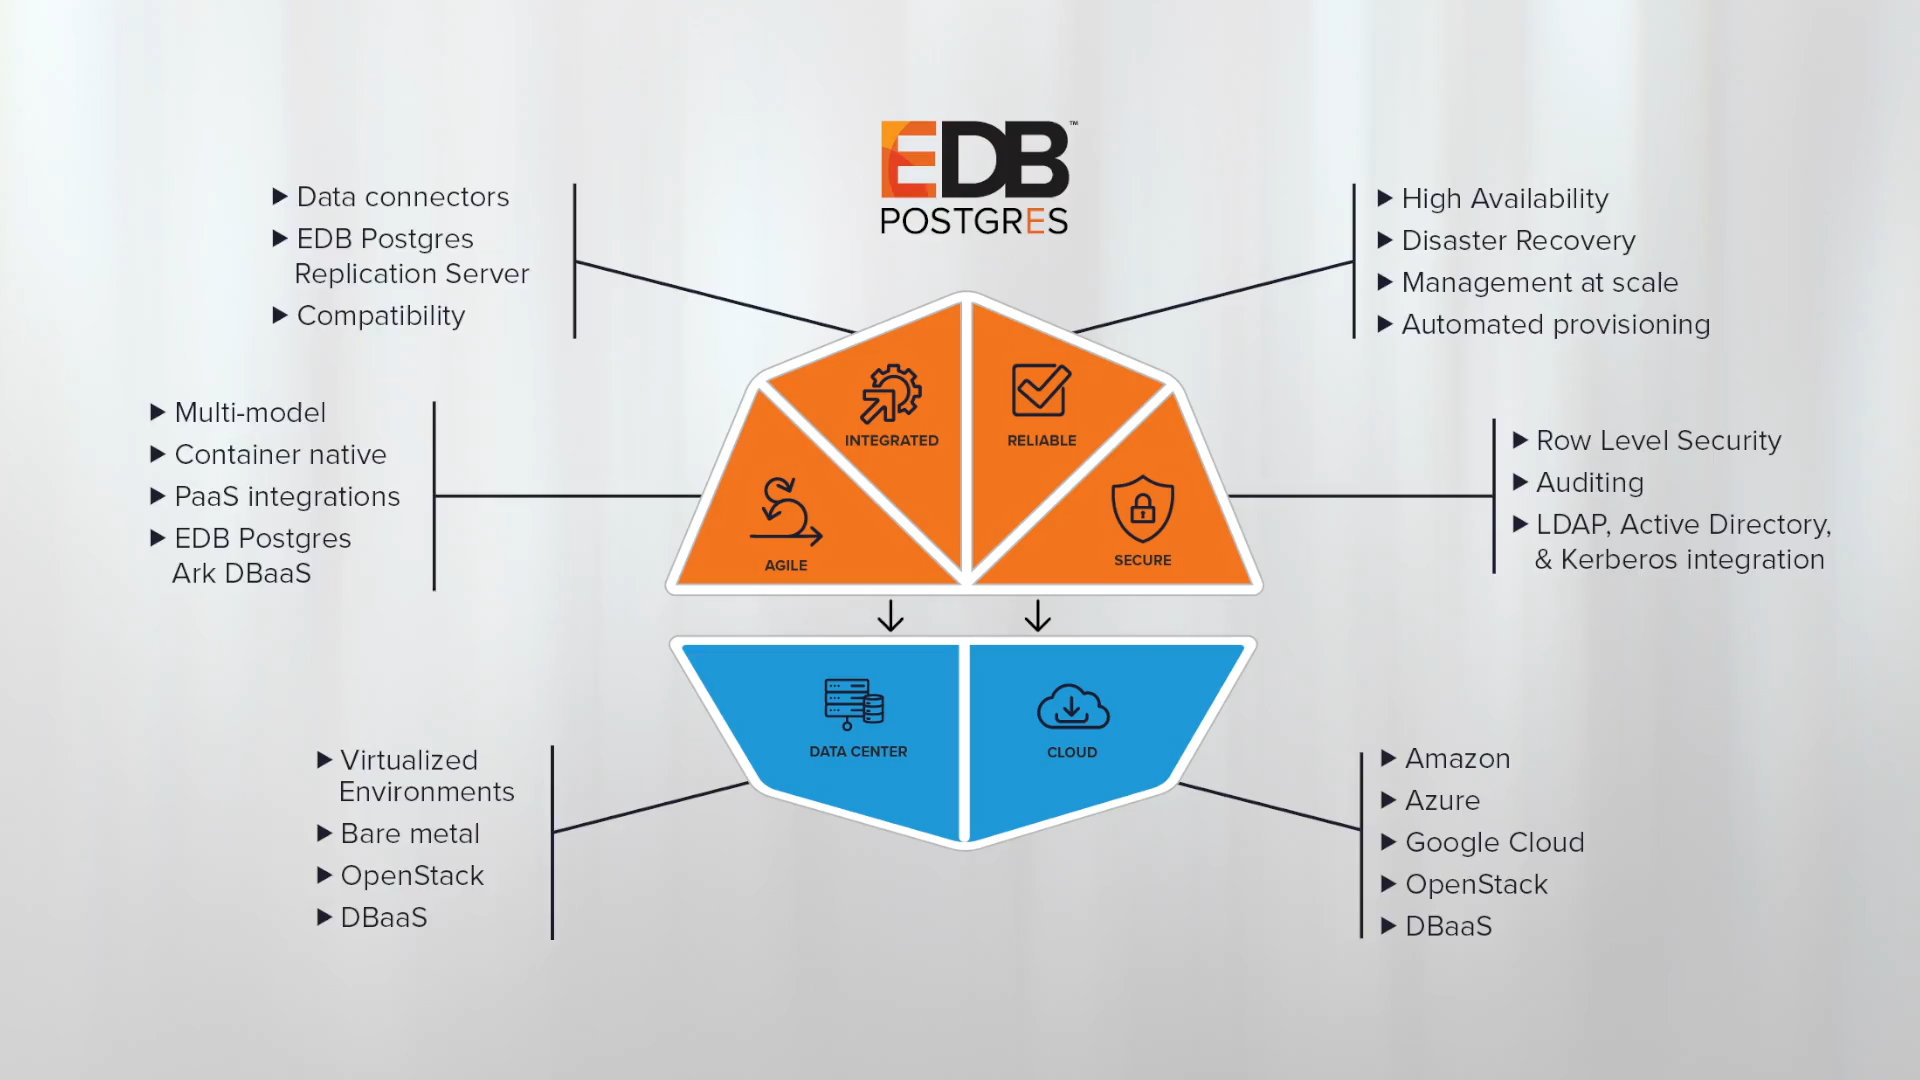 EDB™
POSTGRES
Data connectors
EDB Postgres
Replication Server
Compatibility
High Availability
Disaster Recovery
Management at scale
Automated provisioning
Multi-model
Container native
PaaS integrations
EDB Postgres
Ark DBaaS
INTEGRATED
RELIABLE
AGILE
SECURE
Row Level Security
Auditing
LDAP, Active Directory,
& Kerberos integration
DATA CENTER
CLOUD
Virtualized
Environments
Bare metal
OpenStack
DBaaS
Amazon
Azure
Google Cloud
OpenStack
DBaaS